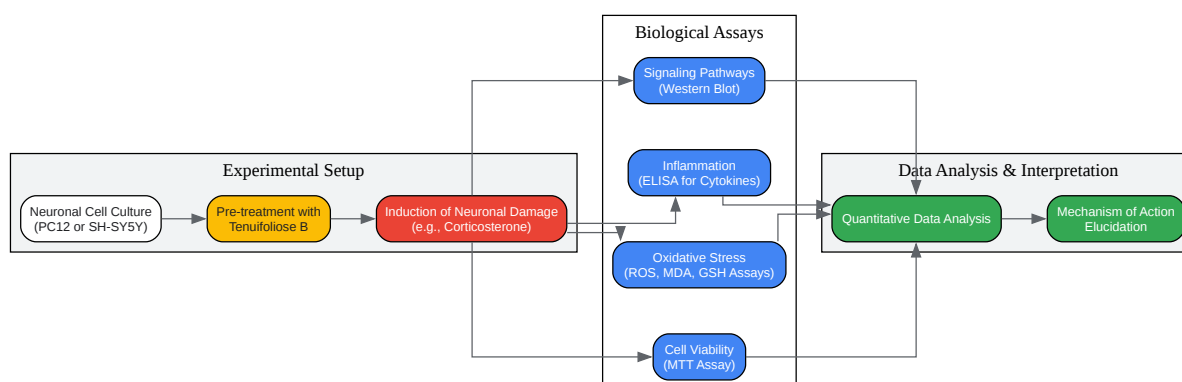 Experimental Setup
Neuronal Cell Culture
(PC12 or SH-SY5Y)
Pre-treatment with
Tenuifoliose B
Induction of Neuronal Damage
(e.g., Corticosterone)
Biological Assays
Signaling Pathways
(Western Blot)
Inflammation
(ELISA for Cytokines)
Oxidative Stress
(ROS, MDA, GSH Assays)
Cell Viability
(MTT Assay)
Data Analysis & Interpretation
Quantitative Data Analysis
Mechanism of Action
Elucidation